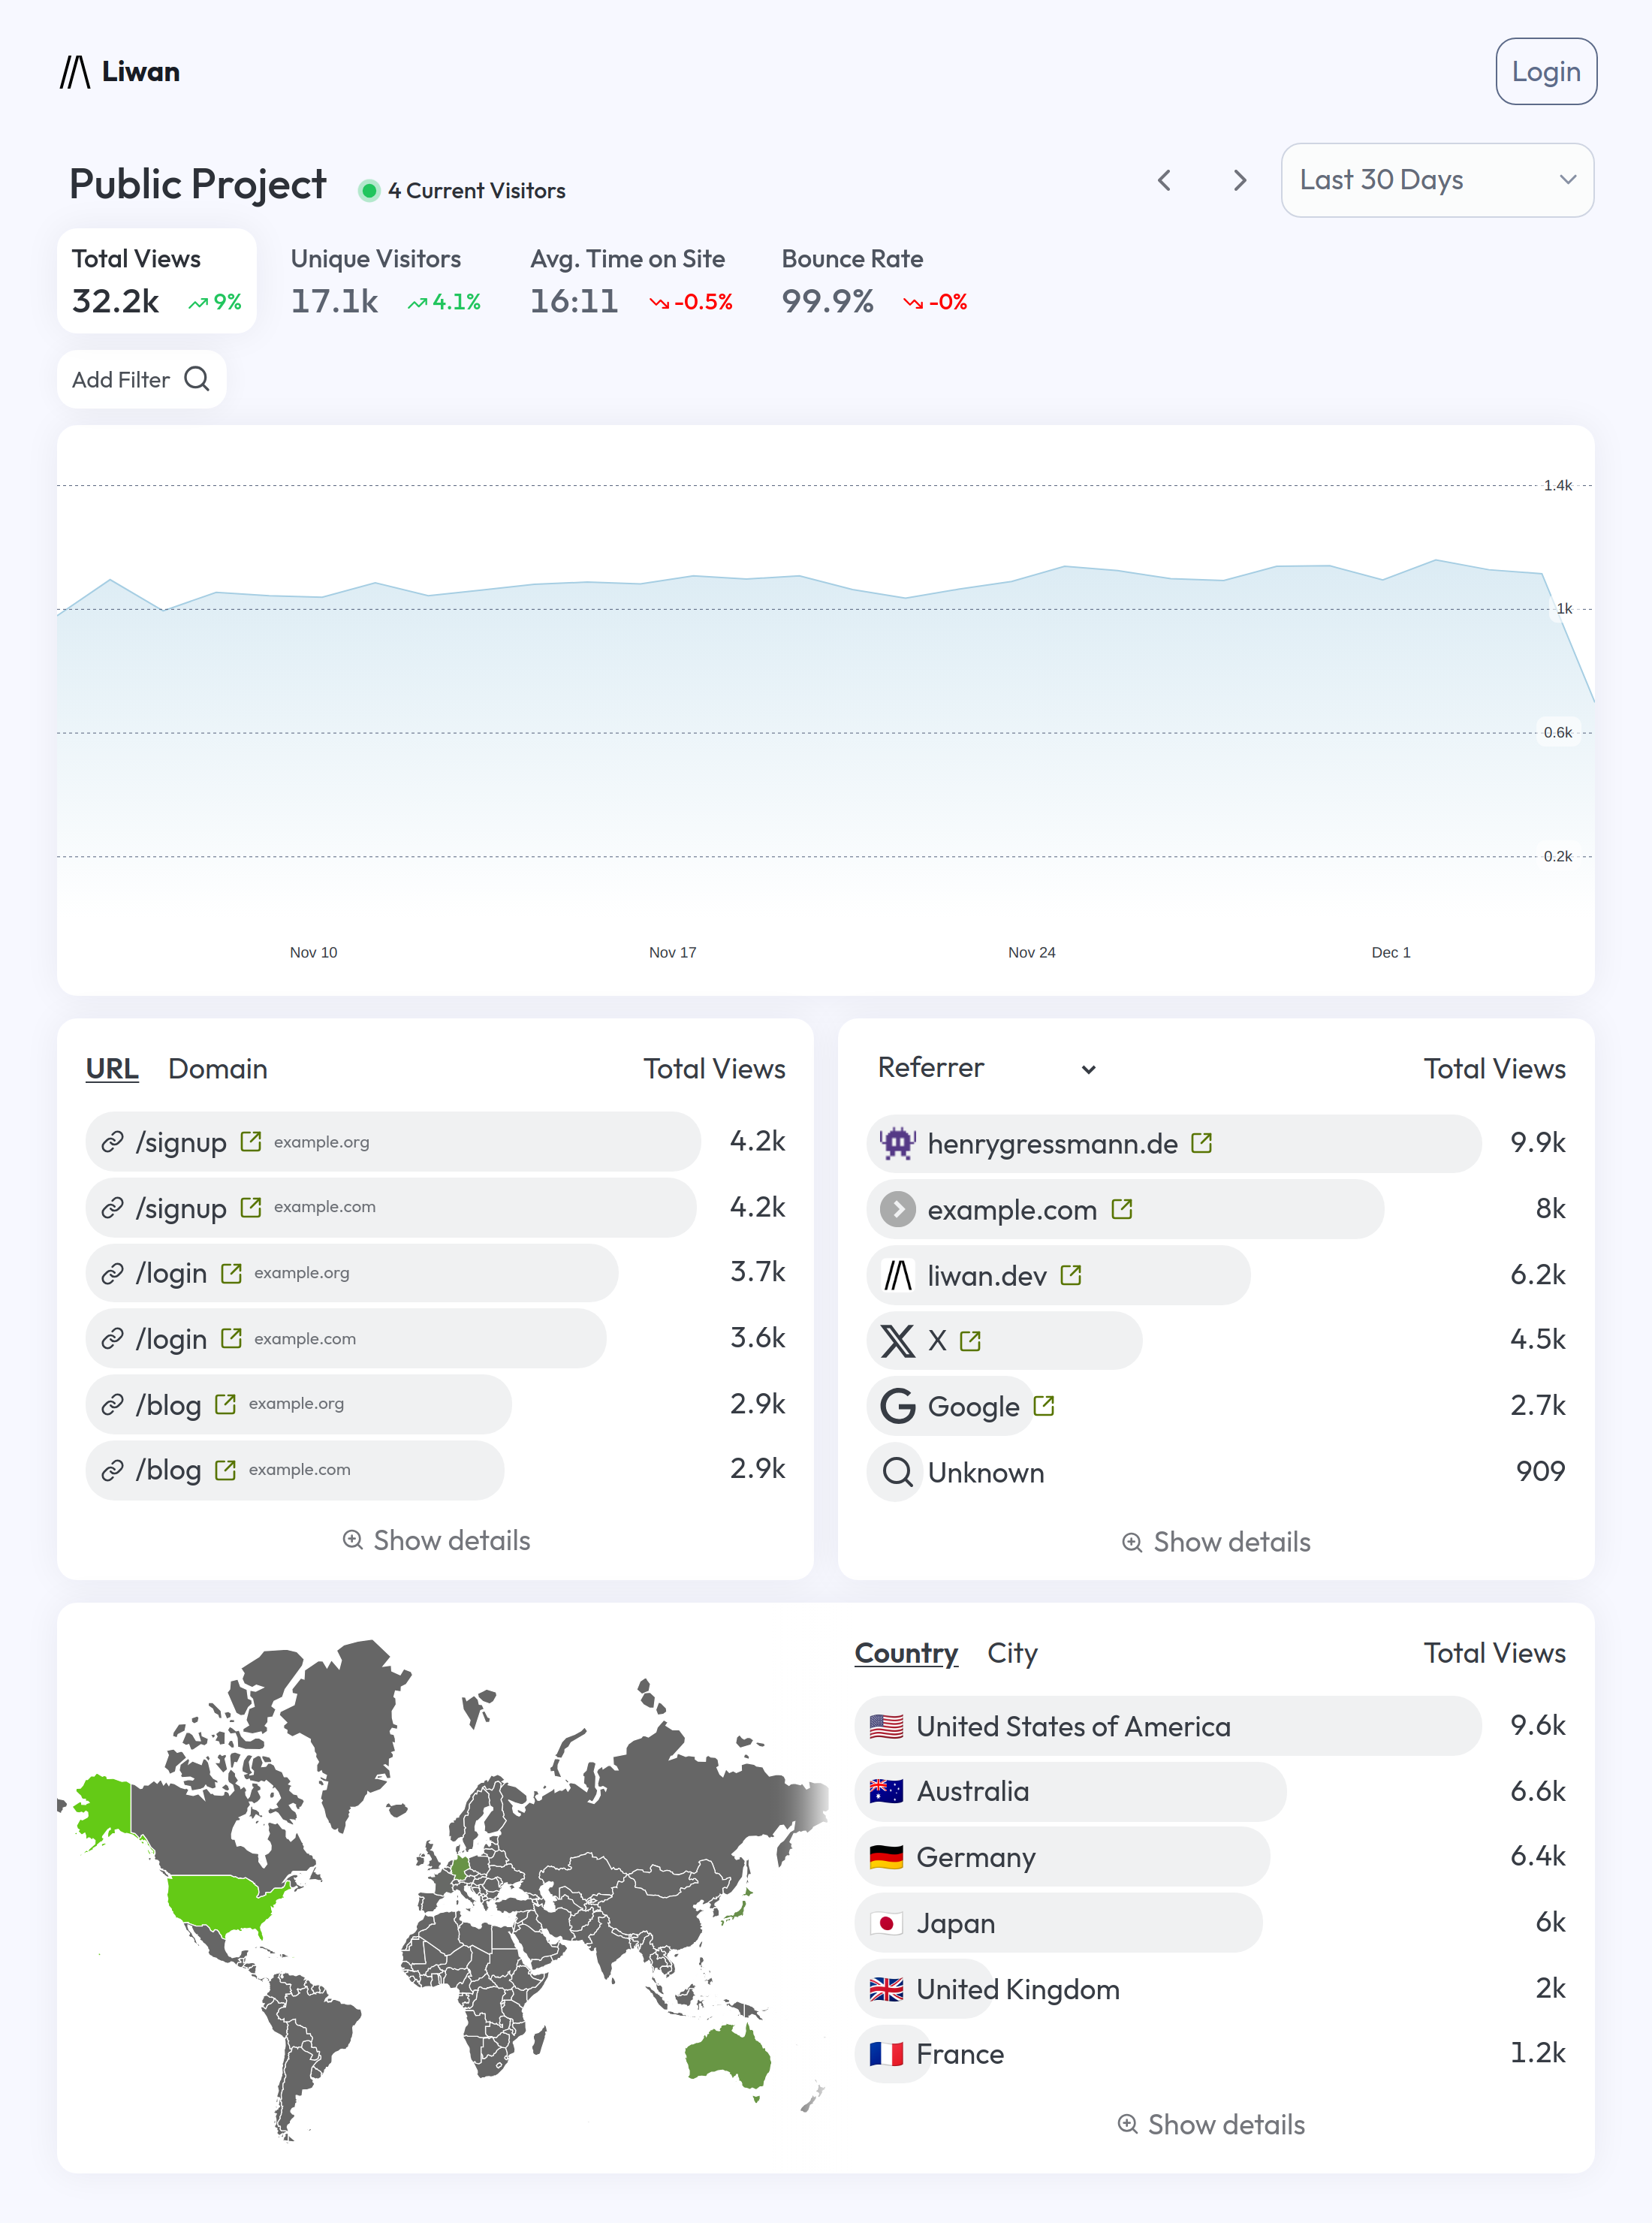 Liwan
Login
Public Project
4 Current Visitors
Last 30 Days
Total Views
32.2k 9%
Unique Visitors
17.1k 4.1%
Avg. Time on Site
16:11 -0.5%
Bounce Rate
99.9% -0%
Add Filter
1.4k
1k
0.6k
0.2k
Nov 10 Nov 17 Nov 24 Dec 1
URL Domain Total Views
/signup example.org 4.2k
/signup example.com 4.2k
/login example.org 3.7k
/login example.com 3.6k
/blog example.org 2.9k
/blog example.com 2.9k
Show details
Referrer Total Views
henrygressmann.de 9.9k
example.com 8k
liwan.dev 6.2k
X 4.5k
Google 2.7k
Unknown 909
Show details
Country City Total Views
United States of America 9.6k
Australia 6.6k
Germany 6.4k
Japan 6k
United Kingdom 2k
France 1.2k
Show details